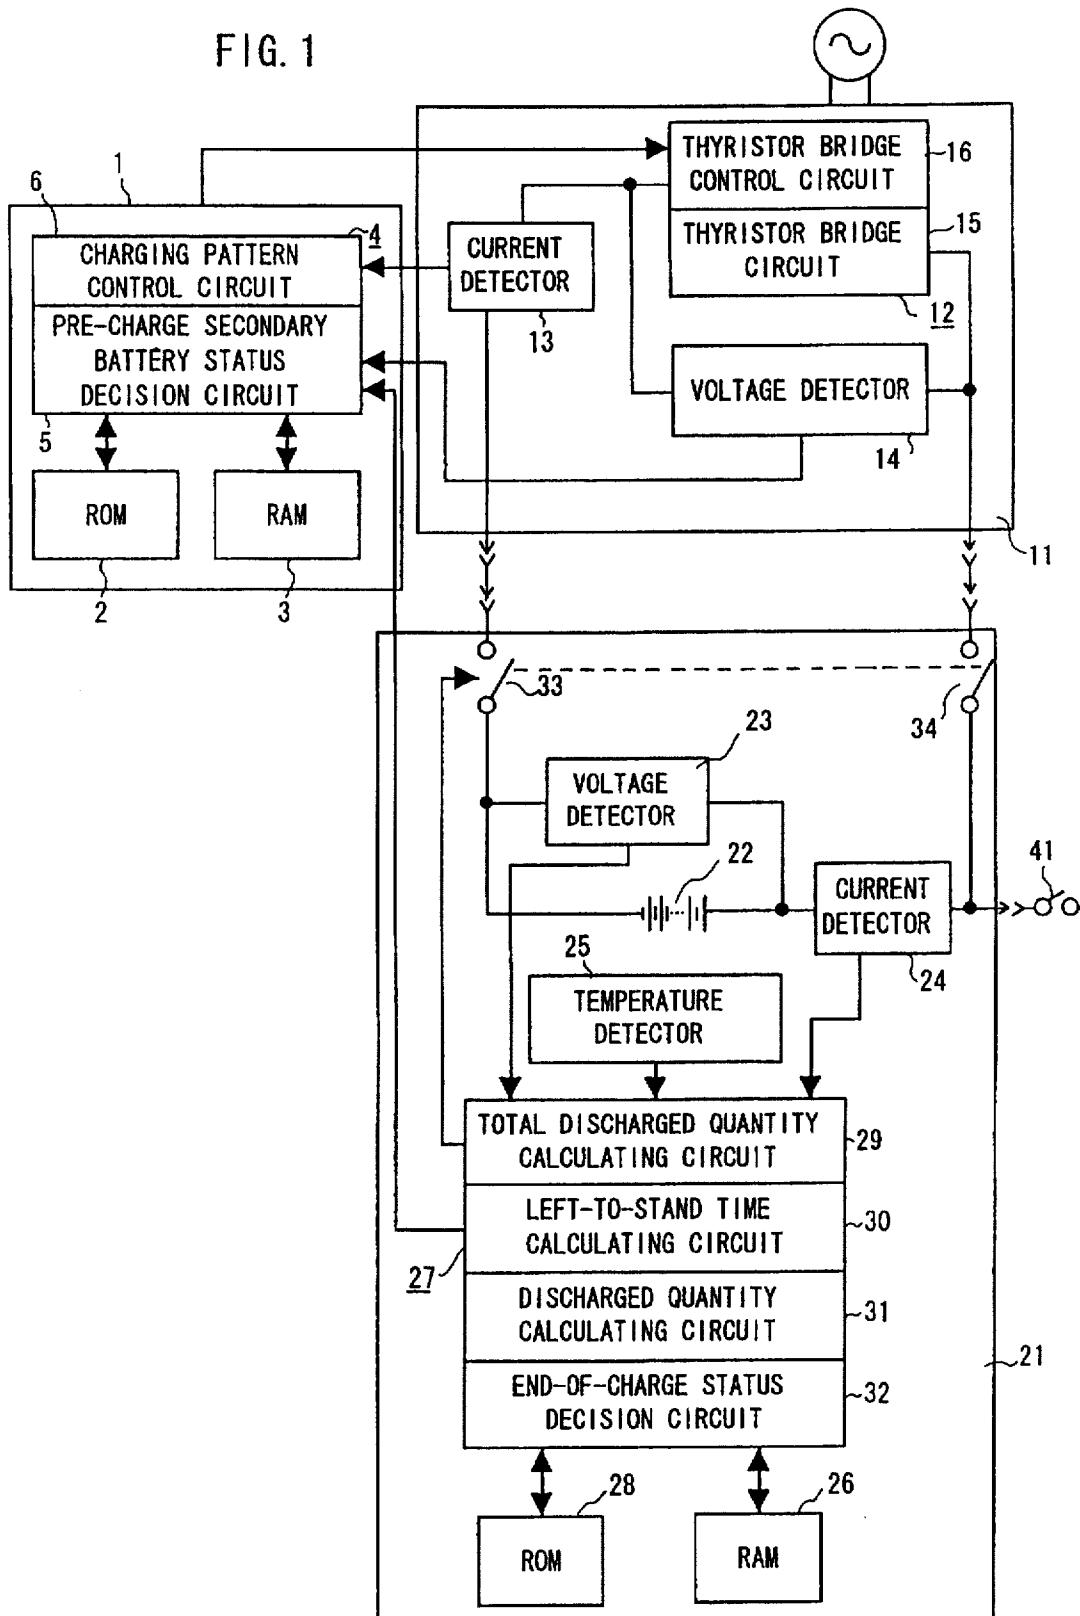 FIG. 1
1
6
4
CHARGING PATTERN
CONTROL CIRCUIT
PRE-CHARGE SECONDARY
BATTERY STATUS
DECISION CIRCUIT
5
ROM
RAM
2
3
THYRISTOR BRIDGE
CONTROL CIRCUIT
16
THYRISTOR BRIDGE
CIRCUIT
15
12
CURRENT
DETECTOR
13
VOLTAGE DETECTOR
14
11
33
34
23
VOLTAGE
DETECTOR
22
CURRENT
DETECTOR
24
41
25
TEMPERATURE
DETECTOR
TOTAL DISCHARGED QUANTITY
CALCULATING CIRCUIT
29
LEFT-TO-STAND TIME
CALCULATING CIRCUIT
30
27
DISCHARGED QUANTITY
CALCULATING CIRCUIT
31
END-OF-CHARGE STATUS
DECISION CIRCUIT
32
21
28
26
ROM
RAM